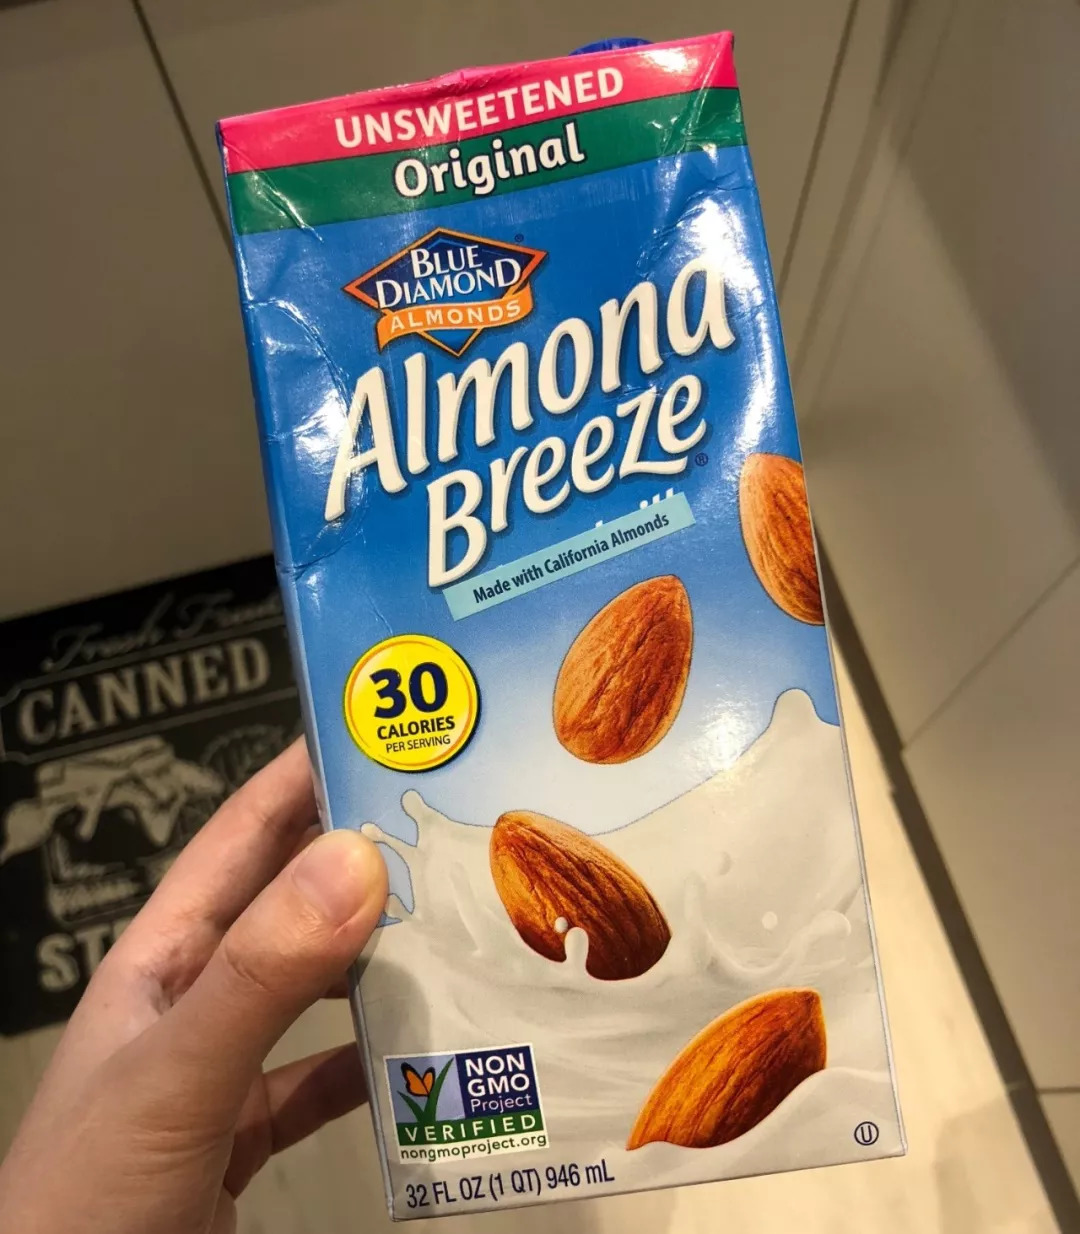 UNSWEETENED
Original
BLUE
DIAMOND®
ALMONDS
Almond
Breeze®
Made with California Almonds
30
CALORIES
PER SERVING
Fresh
CANNED
NON
GMO
Project
VERIFIED
nongmoproject.org
32 FL OZ (1 QT) 946 mL
U